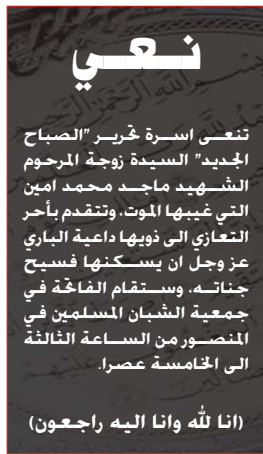 نعي
تنعى اسرة تحرير "الصباح
الجديد" السيدة زوجة المرحوم
الشهيد ماجد محمد امين
التي غيبها الموت، وتتقدم بأحر
التعازي الى ذويها داعية الباري
عز وجل ان يسكنها فسيح
جناته، وستقام الفاتحة في
جمعية الشبان المسلمين في
المنصور من الساعة الثالثة
الى الخامسة عصرا.
(انا لله وانا اليه راجعون)